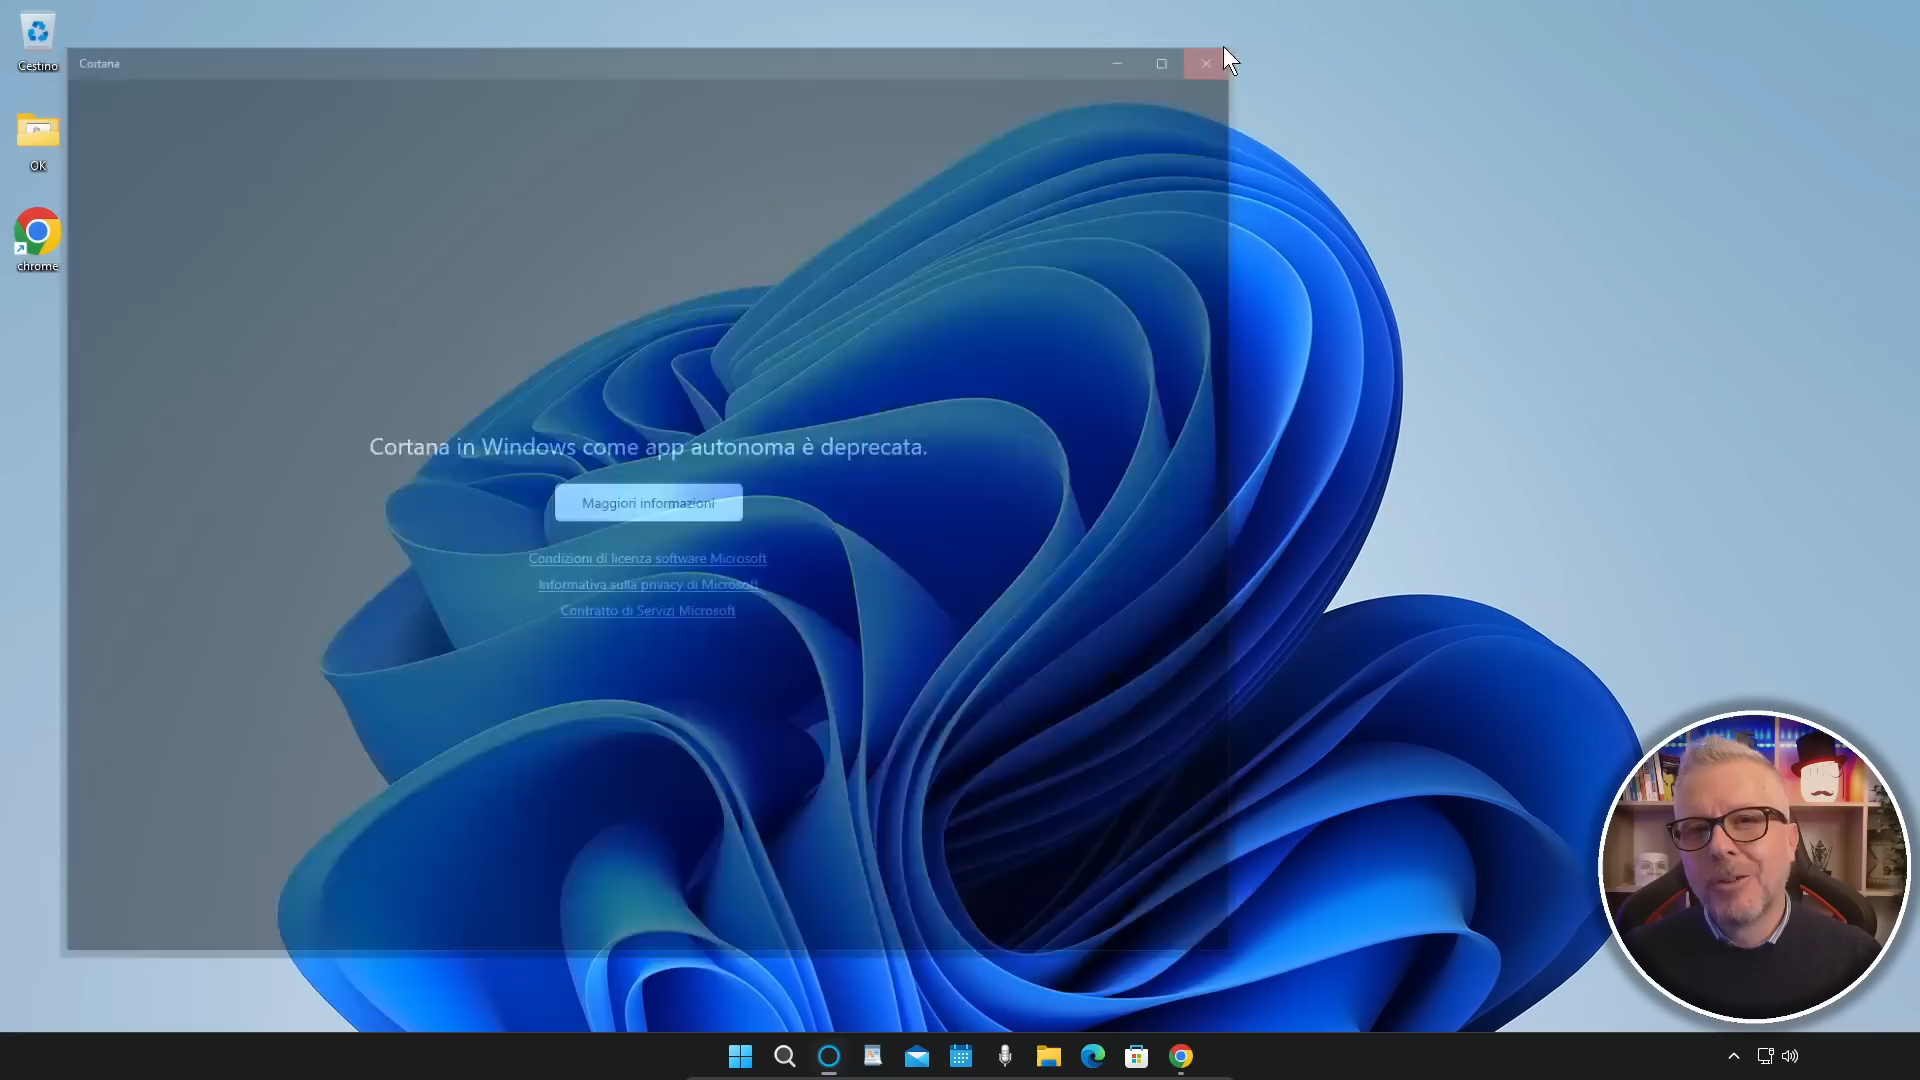 Cestino
OK
chrome
Cortana
Cortana in Windows come app autonoma è deprecata.
Maggiori informazioni
Condizioni di licenza software Microsoft
Informativa sulla privacy di Microsoft
Contratto di Servizi Microsoft